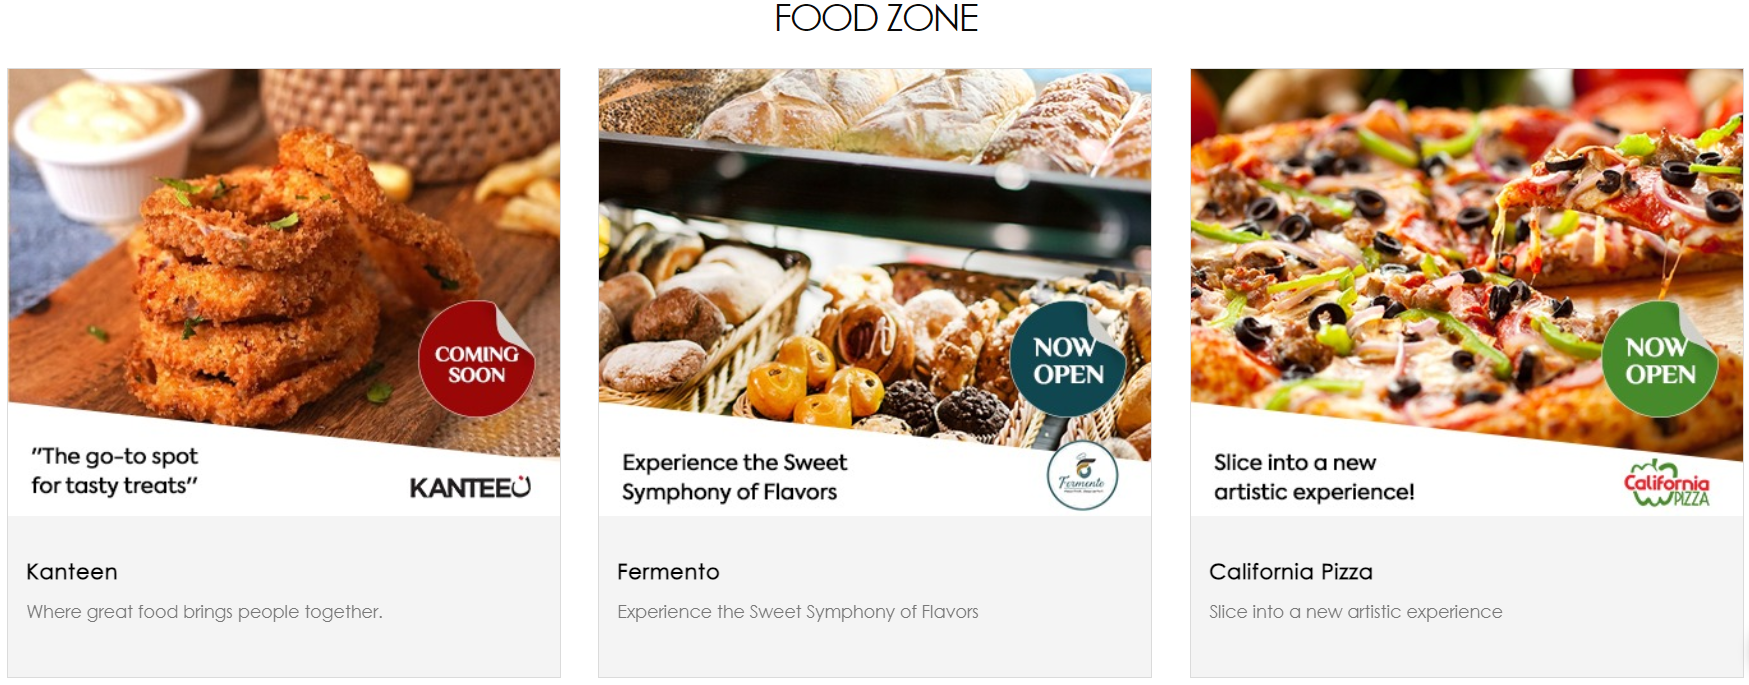 FOOD ZONE
COMING
SOON
"The go-to spot
for tasty treats"
KANTEEN
Kanteen
Where great food brings people together.
NOW
OPEN
Experience the Sweet
Symphony of Flavors
Fermento
Fermento
Experience the Sweet Symphony of Flavors
NOW
OPEN
Slice into a new
artistic experience!
California
PIZZA
California Pizza
Slice into a new artistic experience